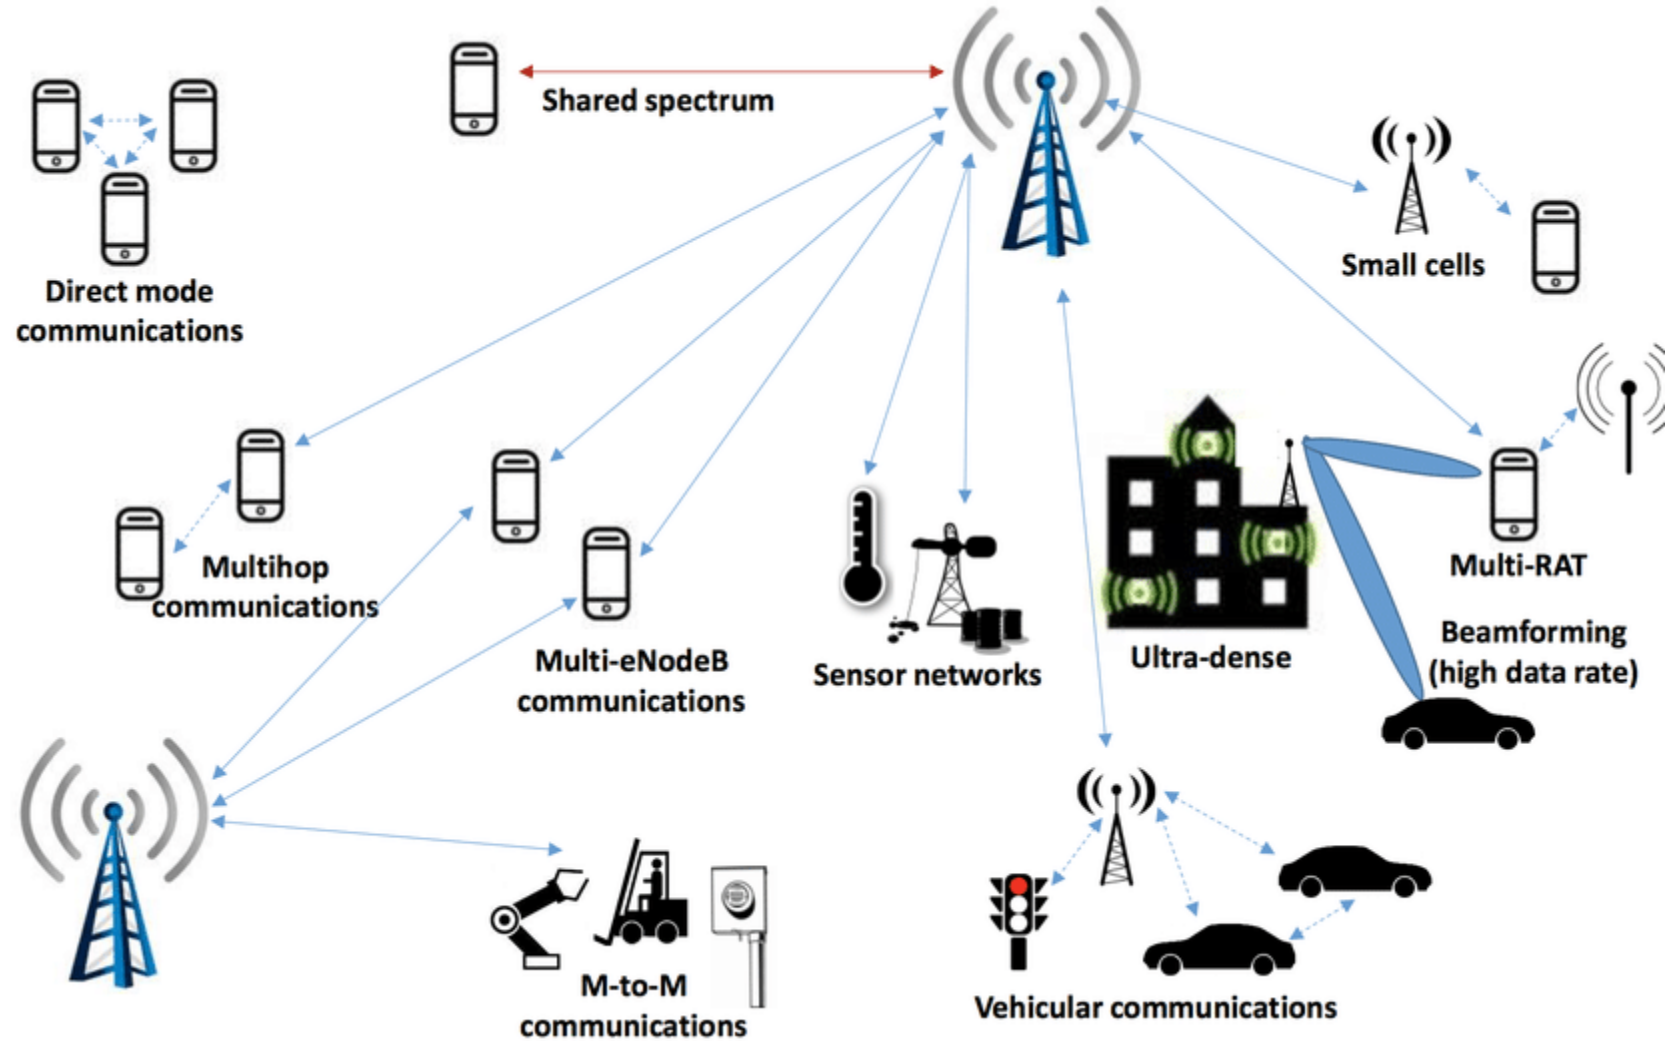 Shared spectrum
Direct mode
communications
Small cells
Multihop
communications
Multi-eNodeB
communications
Sensor networks
Ultra-dense
Multi-RAT
Beamforming
(high data rate)
M-to-M
communications
Vehicular communications